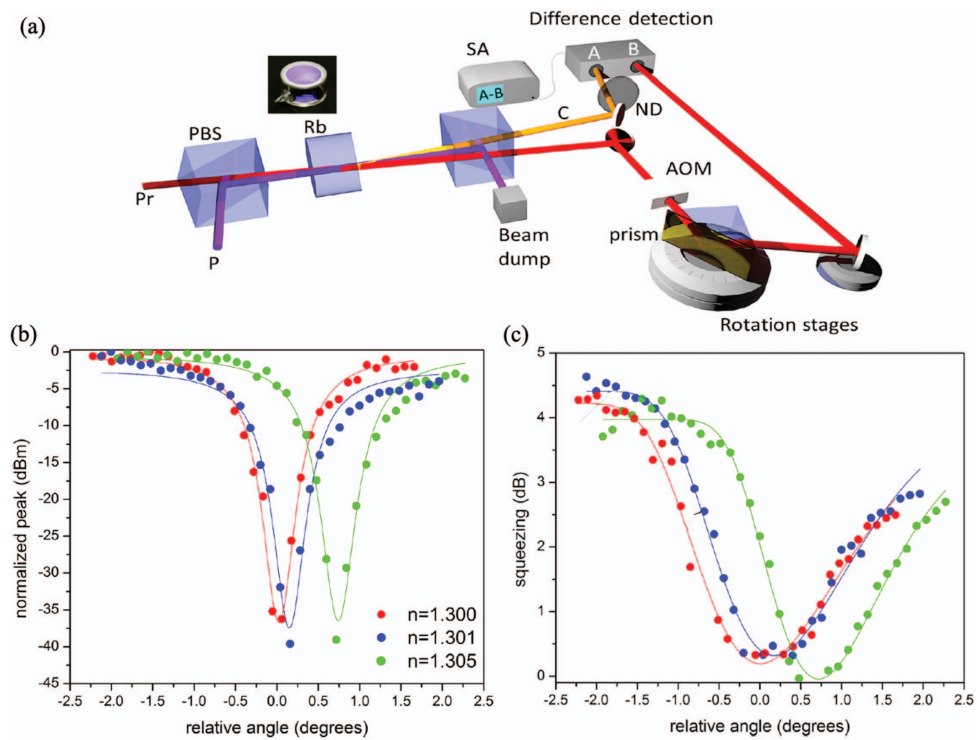 (a)
Difference detection
SA
A B
A-B
Rb
C
ND
PBS
AOM
Pr
Beam
dump
prism
P
Rotation stages
(b)
0
-5
-10
-15
-20
-25
-30
-35
-40
-45
normalized peak (dBm)
n=1.300
n=1.301
n=1.305
-2.5 -2.0 -1.5 -1.0 -0.5 0.0 0.5 1.0 1.5 2.0 2.5
relative angle (degrees)
(c)
5
4
3
2
1
0
squeezing (dB)
-2.5 -2.0 -1.5 -1.0 -0.5 0.0 0.5 1.0 1.5 2.0 2.5
relative angle (degrees)